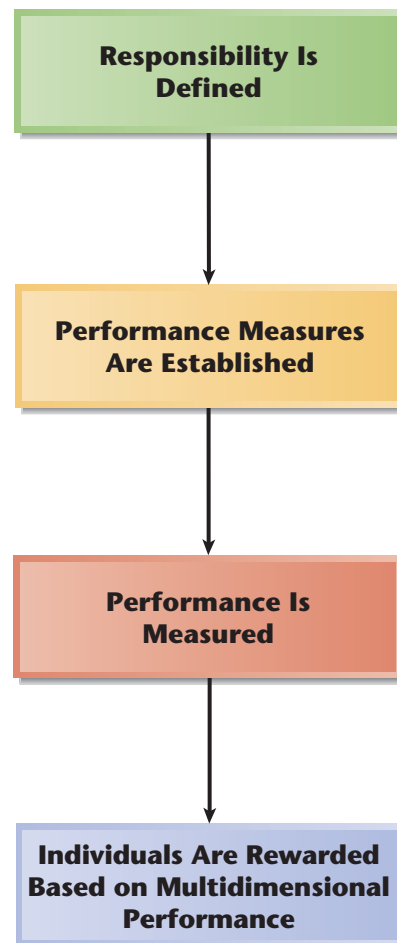 Responsibility Is
Defined
Performance Measures
Are Established
Performance Is
Measured
Individuals Are Rewarded
Based on Multidimensional
Performance